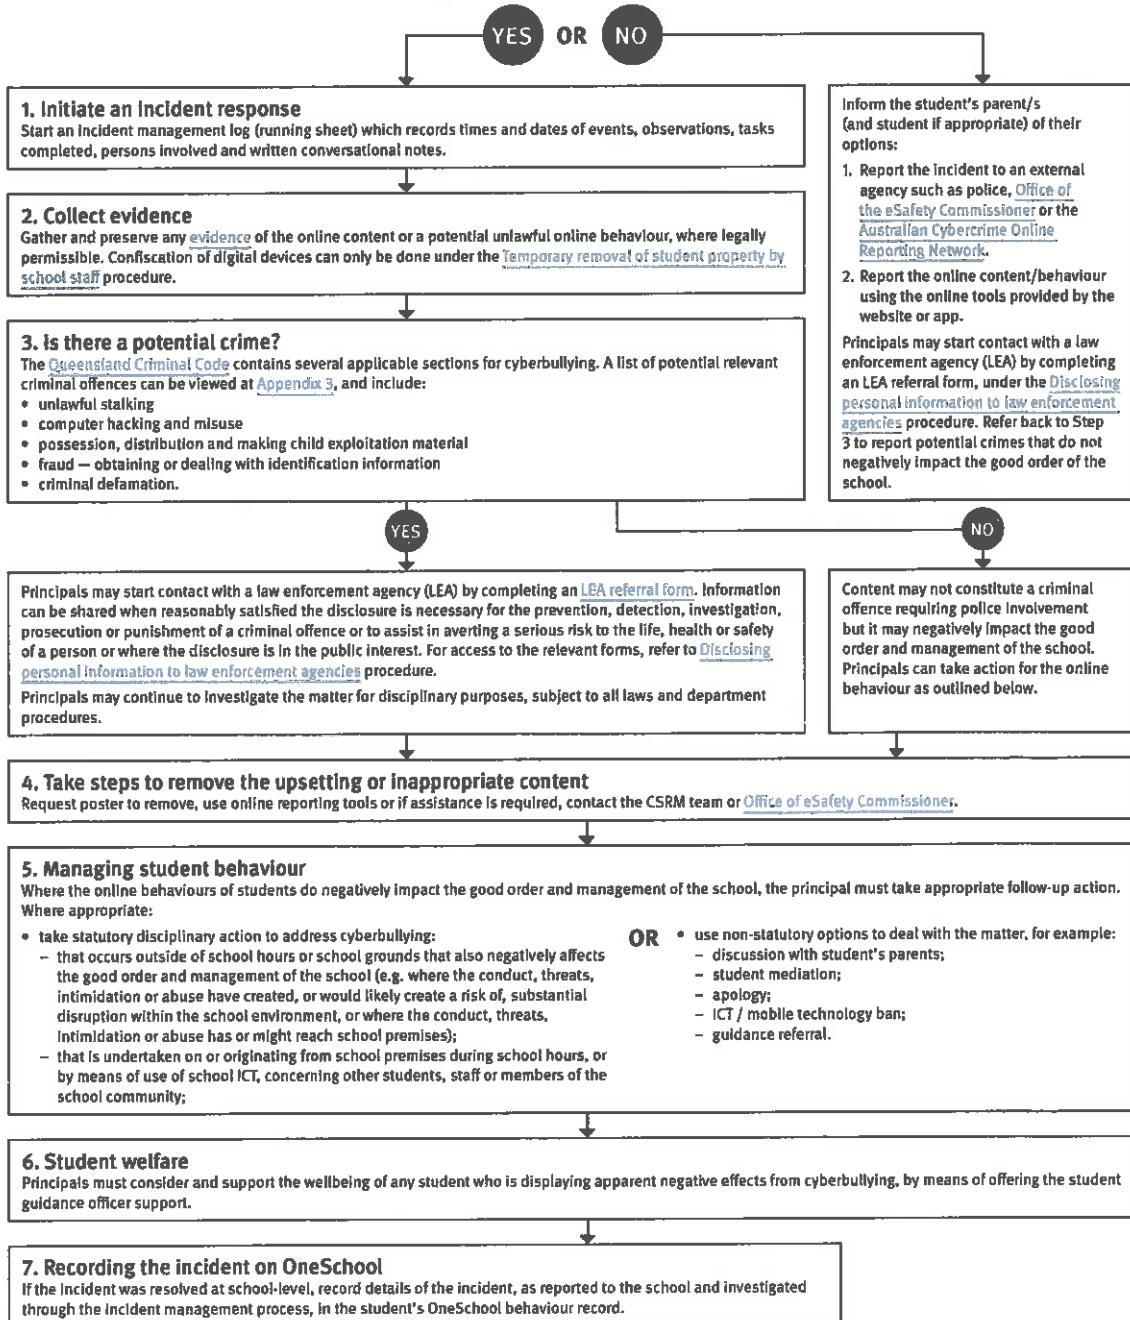 YES OR NO
1. Initiate an incident response
Start an incident management log (running sheet) which records times and dates of events, observations, tasks
completed, persons involved and written conversational notes.
2. Collect evidence
Gather and preserve any evidence of the online content or a potential unlawful online behaviour, where legally
permissible. Confiscation of digital devices can only be done under the Temporary removal of student property by
school staff procedure.
3. Is there a potential crime?
The Queensland Criminal Code contains several applicable sections for cyberbullying. A list of potential relevant
criminal offences can be viewed at Appendix 3, and include:
• unlawful stalking
• computer hacking and misuse
• possession, distribution and making child exploitation material
• fraud — obtaining or dealing with identification information
• criminal defamation.
Inform the student's parent/s
(and student if appropriate) of their
options:
1. Report the incident to an external
agency such as police, Office of
the eSafety Commissioner or the
Australian Cybercrime Online
Reporting Network.
2. Report the online content/behaviour
using the online tools provided by the
website or app.
Principals may start contact with a law
enforcement agency (LEA) by completing
an LEA referral form, under the Disclosing
personal information to law enforcement
agencies procedure. Refer back to Step
3 to report potential crimes that do not
negatively impact the good order of the
school.
YES
NO
Principals may start contact with a law enforcement agency (LEA) by completing an LEA referral form. Information
can be shared when reasonably satisfied the disclosure is necessary for the prevention, detection, investigation,
prosecution or punishment of a criminal offence or to assist in averting a serious risk to the life, health or safety
of a person or where the disclosure is in the public interest. For access to the relevant forms, refer to Disclosing
personal information to law enforcement agencies procedure.
Principals may continue to investigate the matter for disciplinary purposes, subject to all laws and department
procedures.
Content may not constitute a criminal
offence requiring police involvement
but it may negatively impact the good
order and management of the school.
Principals can take action for the online
behaviour as outlined below.
4. Take steps to remove the upsetting or inappropriate content
Request poster to remove, use online reporting tools or if assistance is required, contact the CSRM team or Office of eSafety Commissioner.
5. Managing student behaviour
Where the online behaviours of students do negatively impact the good order and management of the school, the principal must take appropriate follow-up action.
Where appropriate:
• take statutory disciplinary action to address cyberbullying:
– that occurs outside of school hours or school grounds that also negatively affects
the good order and management of the school (e.g. where the conduct, threats,
intimidation or abuse have created, or would likely create a risk of, substantial
disruption within the school environment, or where the conduct, threats,
intimidation or abuse has or might reach school premises);
– that is undertaken on or originating from school premises during school hours, or
by means of use of school ICT, concerning other students, staff or members of the
school community;
OR
• use non-statutory options to deal with the matter, for example:
– discussion with student's parents;
– student mediation;
– apology;
– ICT / mobile technology ban;
– guidance referral.
6. Student welfare
Principals must consider and support the wellbeing of any student who is displaying apparent negative effects from cyberbullying, by means of offering the student
guidance officer support.
7. Recording the incident on OneSchool
If the incident was resolved at school-level, record details of the incident, as reported to the school and investigated
through the incident management process, in the student's OneSchool behaviour record.